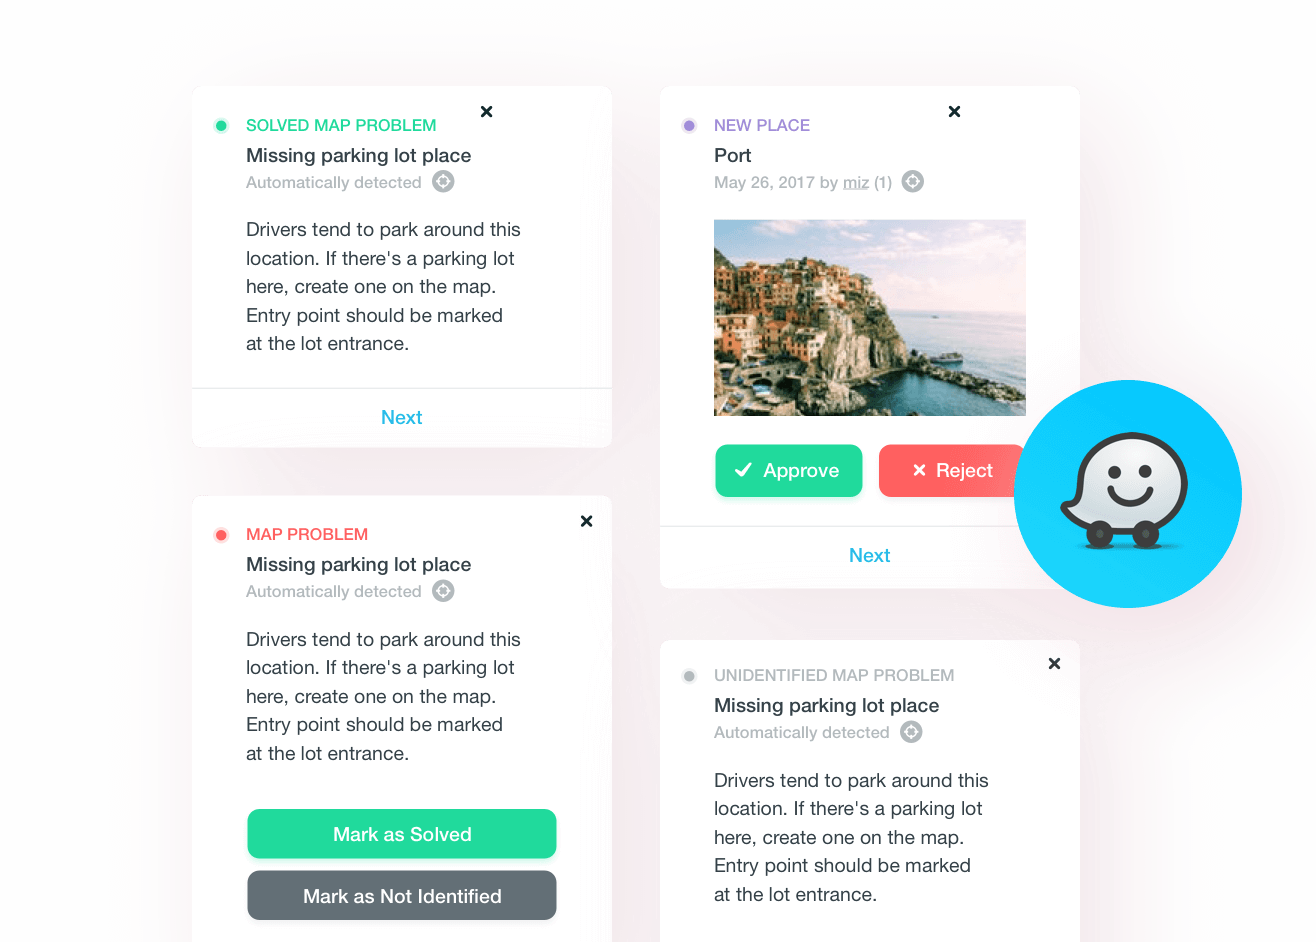 SOLVED MAP PROBLEM
Missing parking lot place
Automatically detected
Drivers tend to park around this
location. If there's a parking lot
here, create one on the map.
Entry point should be marked
at the lot entrance.
Next
MAP PROBLEM
Missing parking lot place
Automatically detected
Drivers tend to park around this
location. If there's a parking lot
here, create one on the map.
Entry point should be marked
at the lot entrance.
Mark as Solved
Mark as Not Identified
NEW PLACE
Port
May 26, 2017 by miz (1)
Approve
Reject
Next
UNIDENTIFIED MAP PROBLEM
Missing parking lot place
Automatically detected
Drivers tend to park around this
location. If there's a parking lot
here, create one on the map.
Entry point should be marked
at the lot entrance.